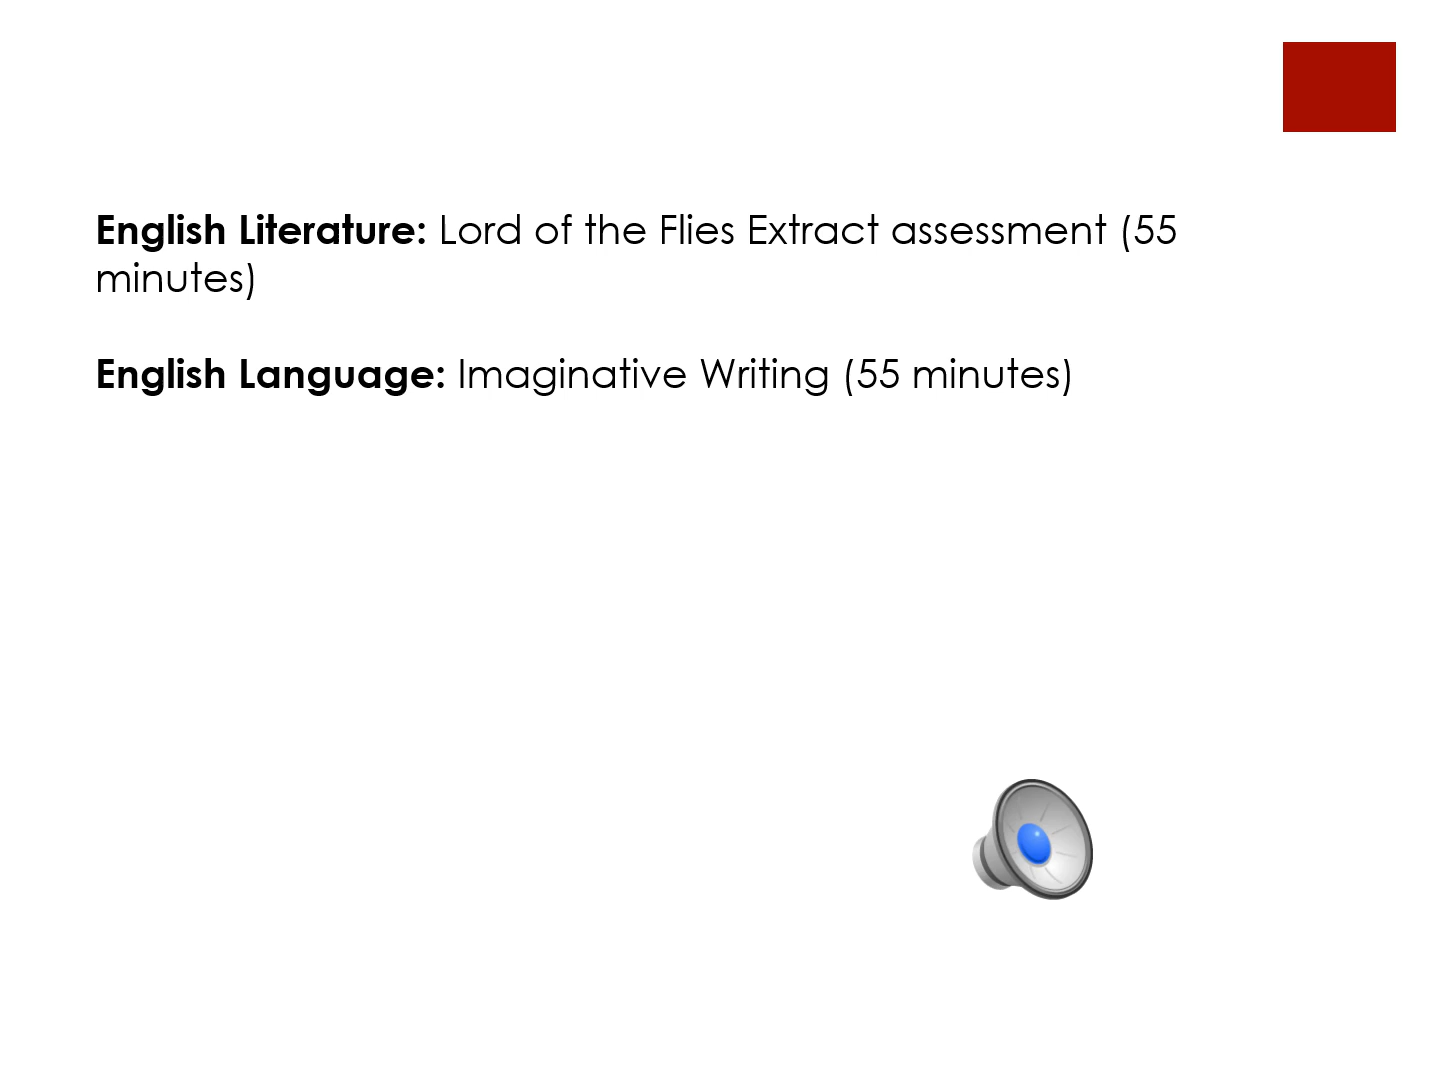 English Literature: Lord of the Flies Extract assessment (55
minutes)
English Language: Imaginative Writing (55 minutes)